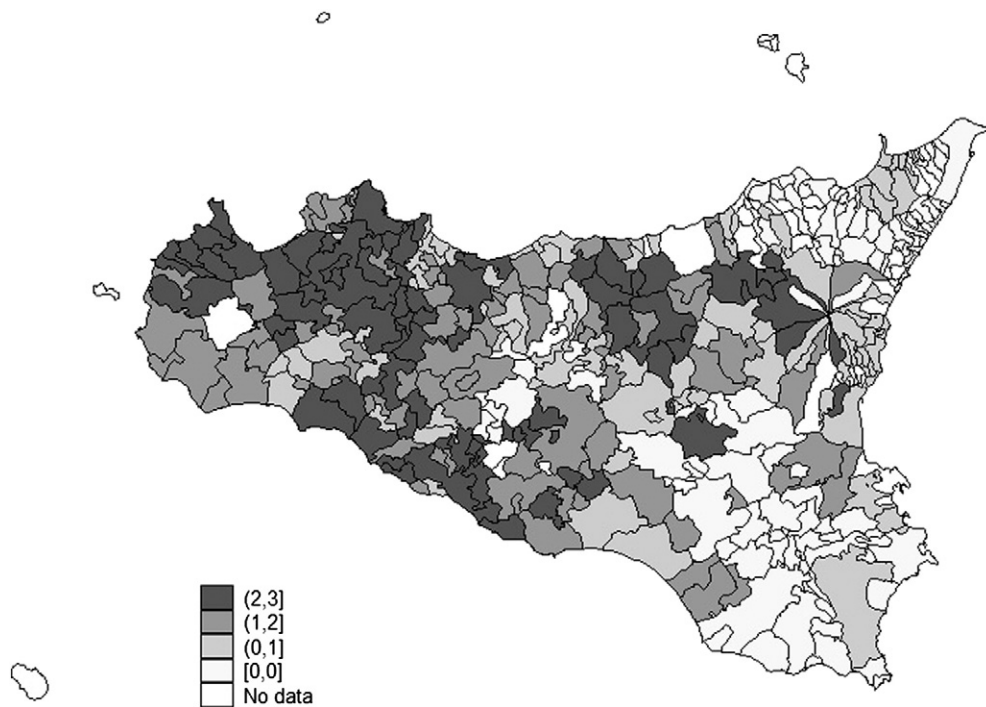 (2,3]
(1,2]
(0,1]
[0,0]
No data